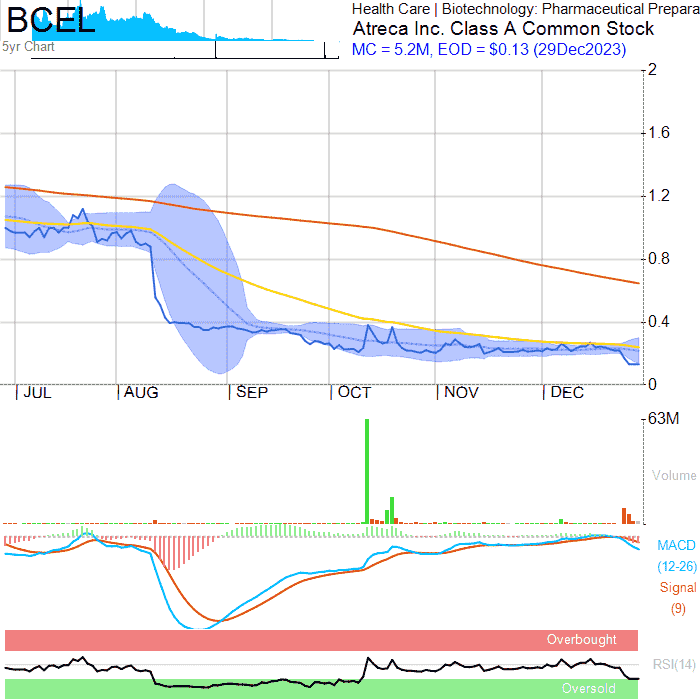 BCEL
5yr Chart
Health Care | Biotechnology: Pharmaceutical Prepara
Atreca Inc. Class A Common Stock
MC = 5.2M, EOD = $0.13 (29Dec2023)
2
1.6
1.2
0.8
0.4
0
JUL AUG SEP OCT NOV DEC
63M
Volume
MACD
(12-26)
Signal
(9)
Overbought
RSI(14)
Oversold